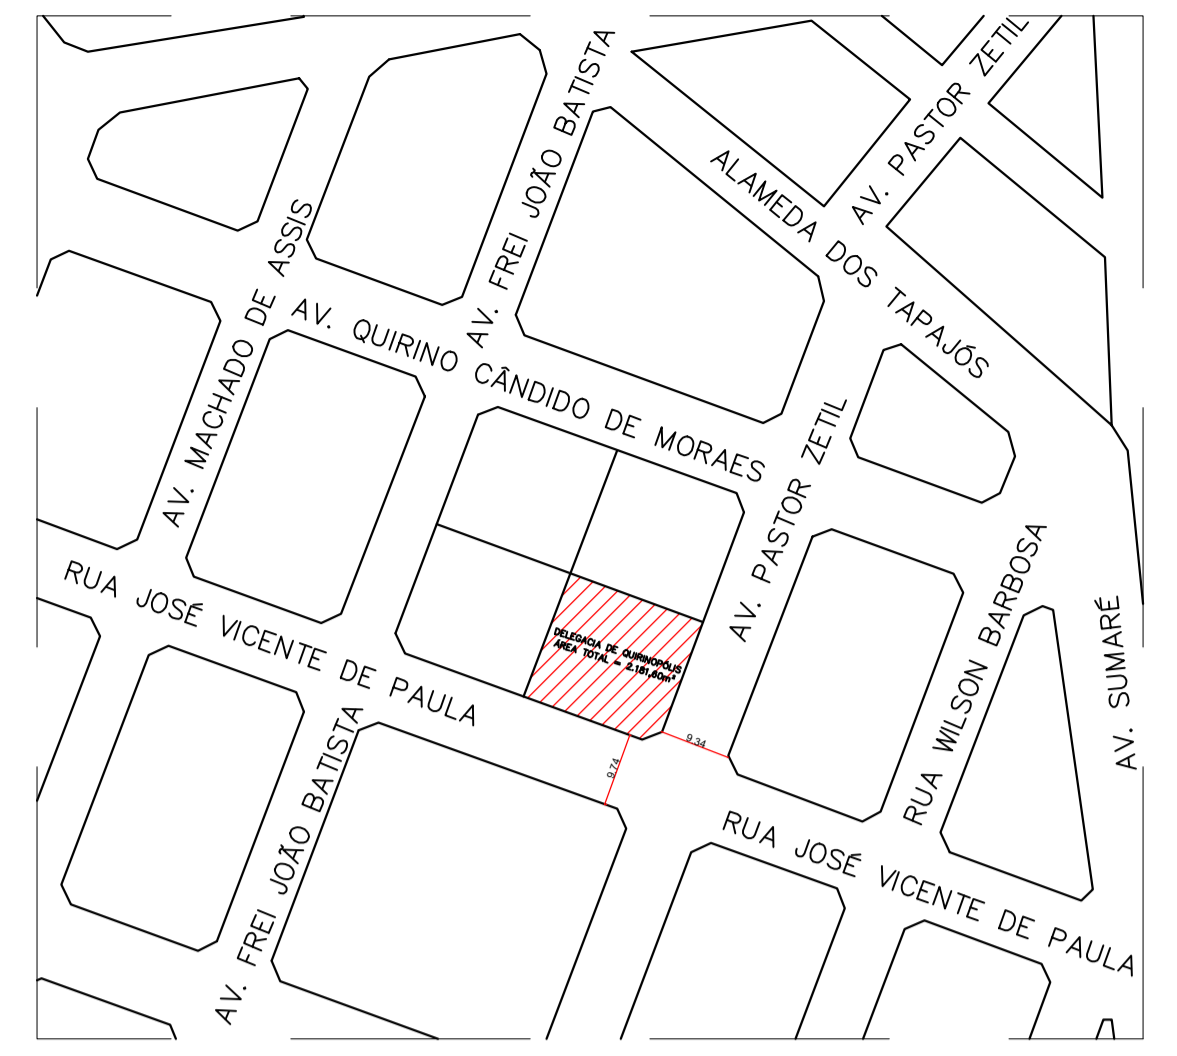 AV. PASTOR ZETIL
AV. FREI JOÃO BATISTA
ALAMEDA DOS TAPAJÓS
AV. MACHADO DE ASSIS
AV. QUIRINO CÂNDIDO DE MORAES
AV. PASTOR ZETIL
RUA WILSON BARBOSA
AV. SUMARÉ
RUA JOSÉ VICENTE DE PAULA
DELEGACIA DE QUIRINOPÓLIS
ÁREA TOTAL = 2.181,60m²
9.34
9.74
AV. FREI JOÃO BATISTA
RUA JOSÉ VICENTE DE PAULA